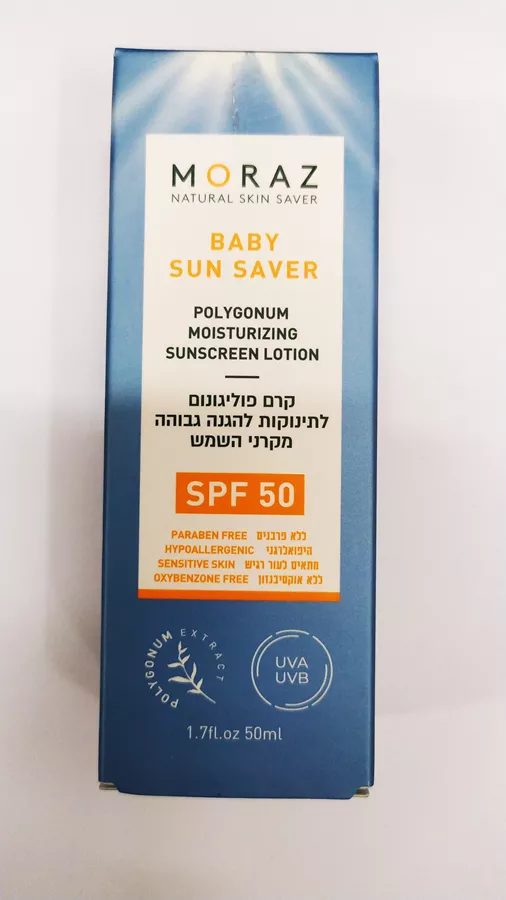 MORAZ
NATURAL SKIN SAVER
BABY
SUN SAVER
POLYGONUM
MOISTURIZING
SUNSCREEN LOTION
קרם פוליגונום
לתינוקות להגנה גבוהה
מקרני השמש
SPF 50
PARABEN FREE ללא פרבנים
HYPOALLERGENIC היפואלרגני
SENSITIVE SKIN מתאים לעור רגיש
OXYBENZONE FREE ללא אוקסיבנזון
POLYGONUM EXTRACT
UVA
UVB
1.7fl.oz 50ml